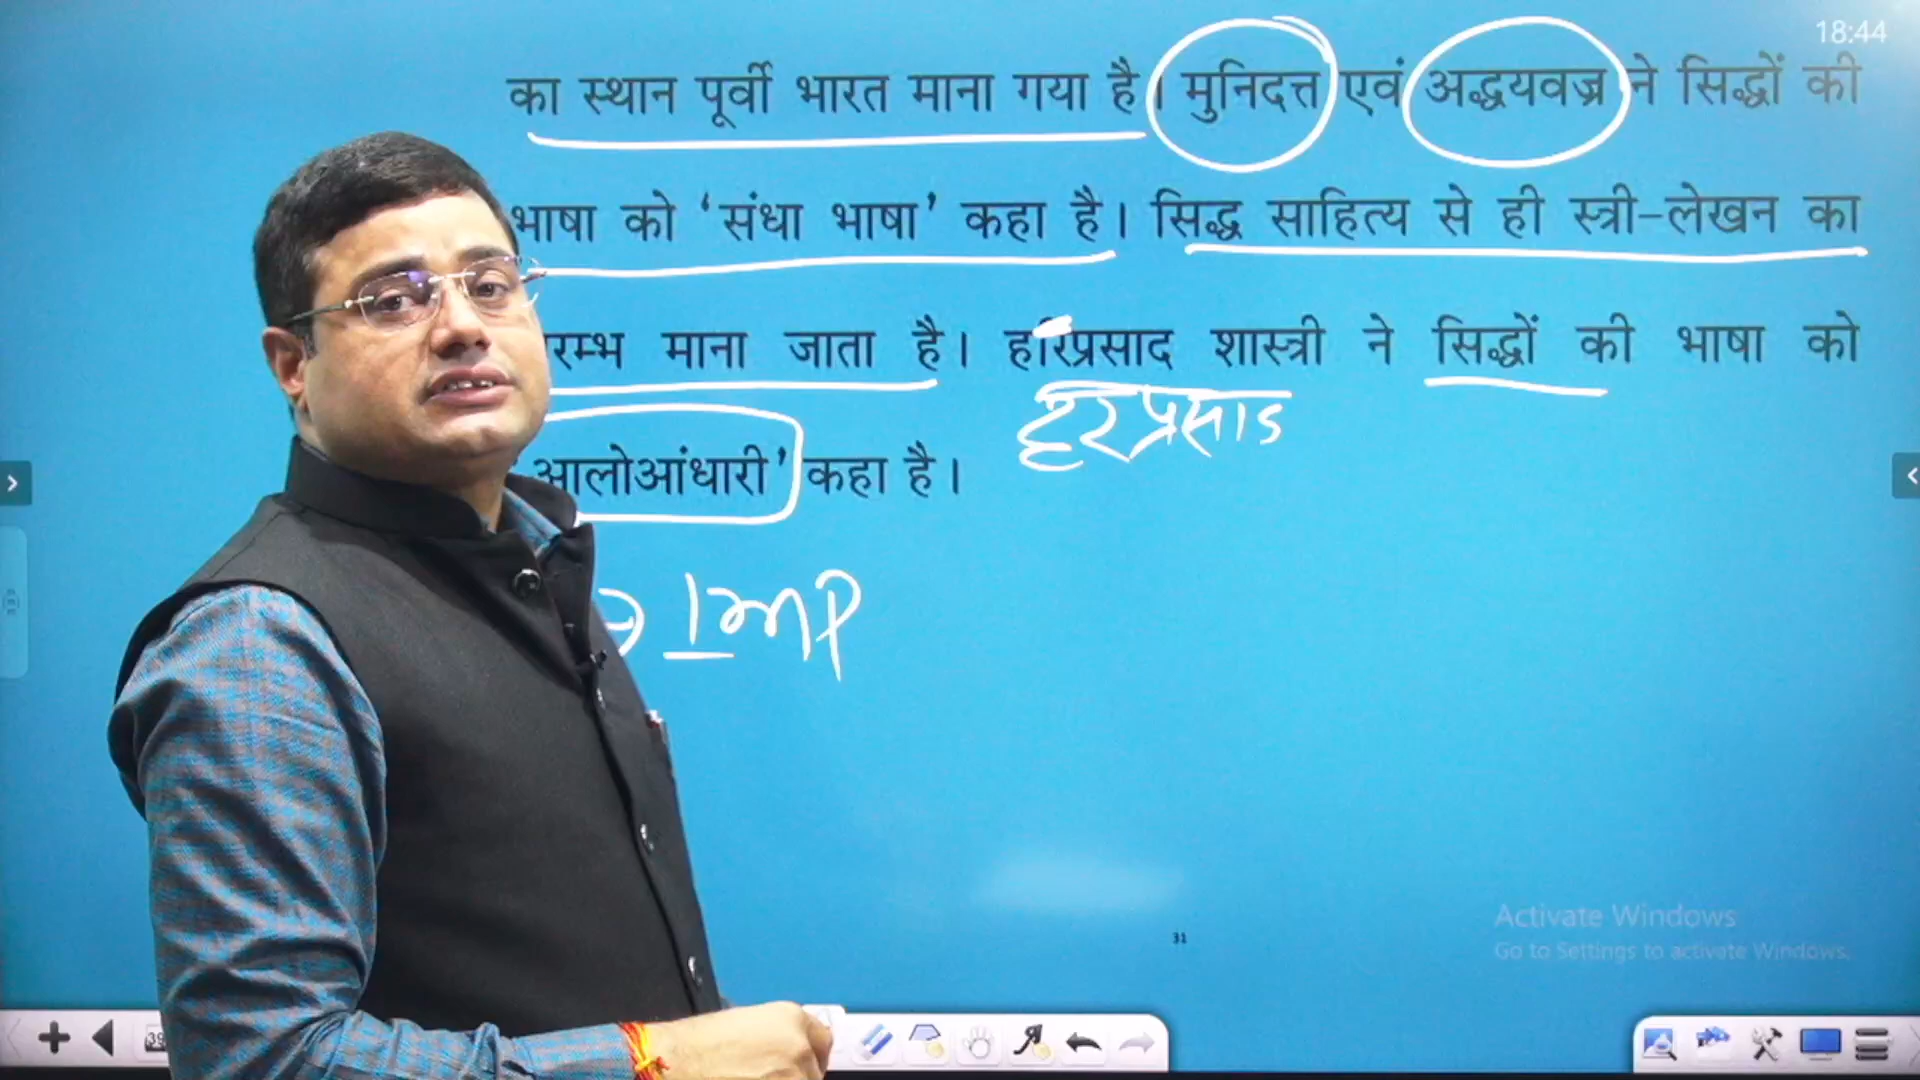 18:44
का स्थान पूर्वी भारत माना गया है। मुनिदत्त एवं अद्धयवज्र ने सिद्धों की
भाषा को ‘संधा भाषा’ कहा है। सिद्ध साहित्य से ही स्त्री-लेखन का
रम्भ माना जाता है। हरिप्रसाद शास्त्री ने सिद्धों की भाषा को
हरप्रसाद
आलोआंधारी’ कहा है।
→ IMP
31
Activate Windows
Go to Settings to activate Windows.
39